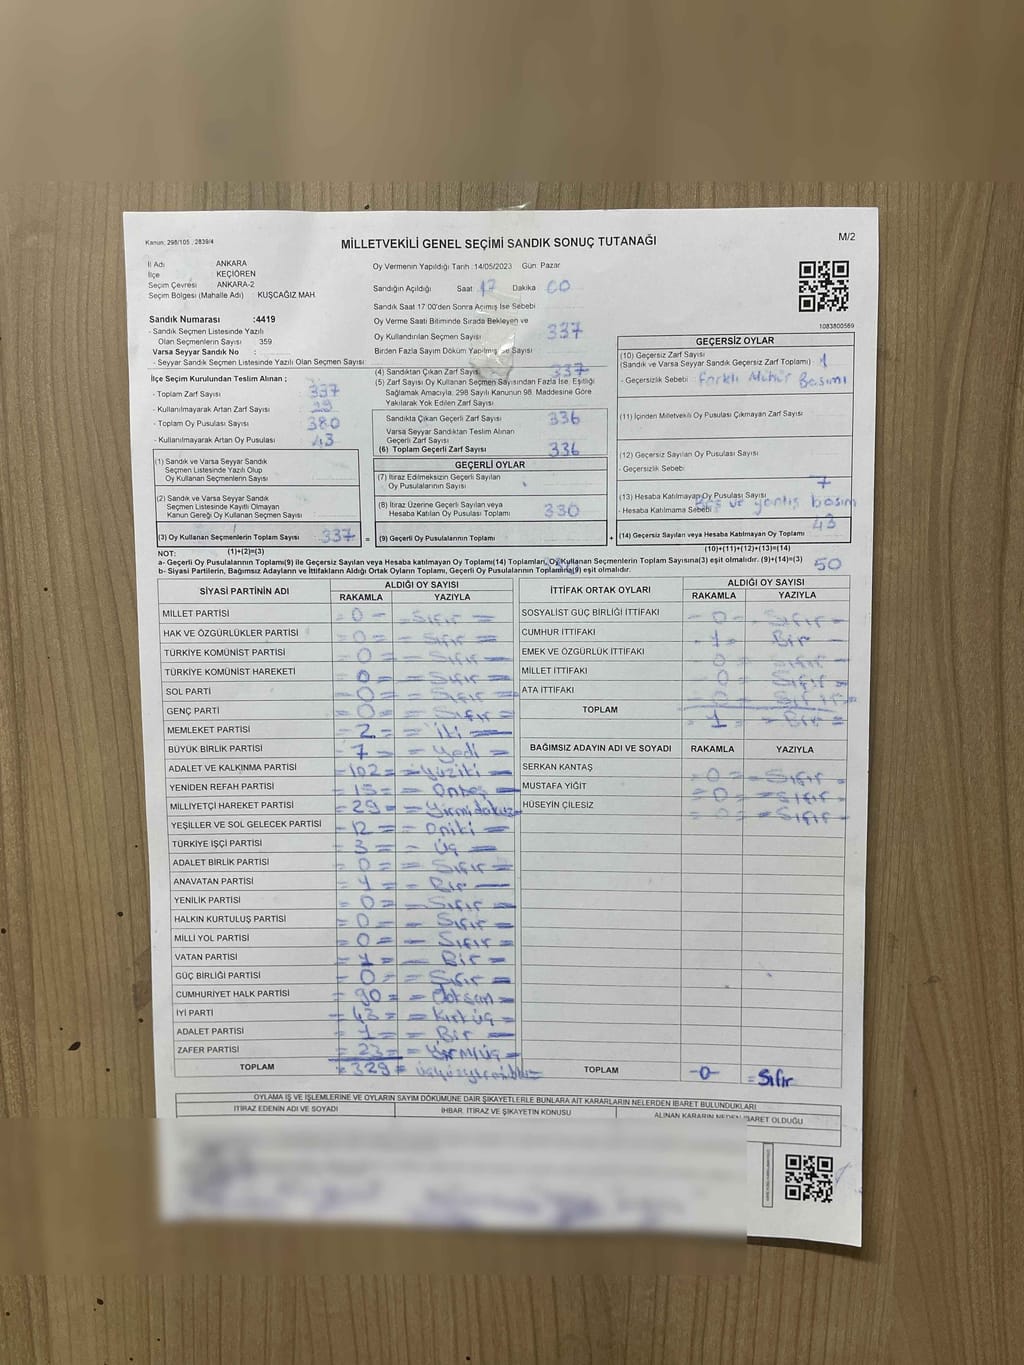 Kanun: 298/105 , 2839/4
MİLLETVEKİLİ GENEL SEÇİMİ SANDIK SONUÇ TUTANAĞI
M/2
İl Adı ANKARA
İlçe KEÇİÖREN
Seçim Çevresi ANKARA-2
Seçim Bölgesi (Mahalle Adı) KUŞCAĞIZ MAH
Sandık Numarası :4419
- Sandık Seçmen Listesinde Yazılı
Olan Seçmenlerin Sayısı 359
Varsa Seyyar Sandık No :
- Seyyar Sandık Seçmen Listesinde Yazılı Olan Seçmen Sayısı
İlçe Seçim Kurulundan Teslim Alınan ;
- Toplam Zarf Sayısı 337
- Kullanılmayarak Artan Zarf Sayısı 29
- Toplam Oy Pusulası Sayısı 380
- Kullanılmayarak Artan Oy Pusulası 43
(1) Sandık ve Varsa Seyyar Sandık
Seçmen Listesinde Yazılı Olup
Oy Kullanan Seçmenlerin Sayısı
(2) Sandık ve Varsa Seyyar Sandık
Seçmen Listesinde Kayıtlı Olmayan
Kanun Gereği Oy Kullanan Seçmen Sayısı
(3) Oy Kullanan Seçmenlerin Toplam Sayısı 337 =
Oy Vermenin Yapıldığı Tarih :14/05/2023 Gün: Pazar
Sandığın Açıldığı Saat 17 Dakika 00
Sandık Saat 17.00'den Sonra Açılmış İse Sebebi
Oy Verme Saati Bitiminde Sırada Bekleyen ve
Oy Kullandırılan Seçmen Sayısı 337
Birden Fazla Sayım Döküm Yapılmış ise Sayısı
(4) Sandıktan Çıkan Zarf Sayısı 337
(5) Zarf Sayısı Oy Kullanan Seçmen Sayısından Fazla İse, Eşitliği
Sağlamak Amacıyla, 298 Sayılı Kanunun 98. Maddesine Göre
Yakılarak Yok Edilen Zarf Sayısı
Sandıkta Çıkan Geçerli Zarf Sayısı 336
Varsa Seyyar Sandıktan Teslim Alınan
Geçerli Zarf Sayısı
(6) Toplam Geçerli Zarf Sayısı 336
GEÇERLİ OYLAR
(7) İtiraz Edilmeksizin Geçerli Sayılan
Oy Pusulalarının Sayısı
(8) İtiraz Üzerine Geçerli Sayılan veya
Hesaba Katılan Oy Pusulası Toplamı 330
(9) Geçerli Oy Pusulalarının Toplamı +
1083800569
GEÇERSİZ OYLAR
(10) Geçersiz Zarf Sayısı
(Sandık ve Varsa Seyyar Sandık Geçersiz Zarf Toplamı) 1
- Geçersizlik Sebebi Farklı Mühür Basımı
(11) İçinden Milletvekili Oy Pusulası Çıkmayan Zarf Sayısı
(12) Geçersiz Sayılan Oy Pusulası Sayısı
- Geçersizlik Sebebi
7
(13) Hesaba Katılmayan Oy Pusulası Sayısı
- Hesaba Katılmama Sebebi Boş ve yanlış basım
43
(14) Geçersiz Sayılan veya Hesaba Katılmayan Oy Toplamı
(10)+(11)+(12)+(13)=(14)
50
NOT: (1)+(2)=(3)
a- Geçerli Oy Pusulalarının Toplamı(9) ile Geçersiz Sayılan veya Hesaba katılmayan Oy Toplamı(14) Toplamları, Oy Kullanan Seçmenlerin Toplam Sayısına(3) eşit olmalıdır. (9)+(14)=(3)
b- Siyasi Partilerin, Bağımsız Adayların ve İttifakların Aldığı Ortak Oyların Toplamı, Geçerli Oy Pusulalarının Toplamına(9) eşit olmalıdır.
SİYASİ PARTİNİN ADI ALDIĞI OY SAYISI
RAKAMLA YAZIYLA
MİLLET PARTİSİ = 0 = = Sıfır =
HAK VE ÖZGÜRLÜKLER PARTİSİ = 0 = = Sıfır =
TÜRKİYE KOMÜNİST PARTİSİ = 0 = = Sıfır =
TÜRKİYE KOMÜNİST HAREKETİ = 0 = = Sıfır =
SOL PARTİ = 0 = = Sıfır =
GENÇ PARTİ = 0 = = Sıfır =
MEMLEKET PARTİSİ = 2 = = İki =
BÜYÜK BİRLİK PARTİSİ = 7 = = Yedi =
ADALET VE KALKINMA PARTİSİ = 102 = = Yüziki =
YENİDEN REFAH PARTİSİ = 15 = = Onbeş =
MİLLİYETÇİ HAREKET PARTİSİ = 29 = = Yirmidokuz =
YEŞİLLER VE SOL GELECEK PARTİSİ = 12 = = Oniki =
TÜRKİYE İŞÇİ PARTİSİ = 3 = = Üç =
ADALET BİRLİK PARTİSİ = 0 = = Sıfır =
ANAVATAN PARTİSİ = 1 = = Bir =
YENİLİK PARTİSİ = 0 = = Sıfır =
HALKIN KURTULUŞ PARTİSİ = 0 = = Sıfır =
MİLLİ YOL PARTİSİ = 0 = = Sıfır =
VATAN PARTİSİ = 1 = = Bir =
GÜÇ BİRLİĞİ PARTİSİ = 0 = = Sıfır =
CUMHURİYET HALK PARTİSİ = 90 = = Doksan =
İYİ PARTİ = 43 = = Kırküç =
ADALET PARTİSİ = 1 = = Bir =
ZAFER PARTİSİ = 23 = = Yirmiüç =
TOPLAM = 329 =
İTTİFAK ORTAK OYLARI ALDIĞI OY SAYISI
RAKAMLA YAZIYLA
SOSYALİST GÜÇ BİRLİĞİ İTTİFAKI - 0 - Sıfır -
CUMHUR İTTİFAKI - 1 - Bir -
EMEK VE ÖZGÜRLÜK İTTİFAKI - 0 = Sıfır =
MİLLET İTTİFAKI - 0 = Sıfır =
ATA İTTİFAKI - 0 = Sıfır =
TOPLAM - 1 = = Bir =
BAĞIMSIZ ADAYIN ADI VE SOYADI RAKAMLA YAZIYLA
SERKAN KANTAŞ = 0 = = Sıfır =
MUSTAFA YİĞİT = 0 = = Sıfır =
HÜSEYİN ÇİLESİZ = 0 = = Sıfır =
TOPLAM -0- = Sıfır
OYLAMA İŞ VE İŞLEMLERİNE VE OYLARIN SAYIM DÖKÜMÜNE DAİR ŞİKAYETLERLE BUNLARA AİT KARARLARIN NELERDEN İBARET BULUNDUKLARI
İTİRAZ EDENİN ADI VE SOYADI İHBAR, İTİRAZ VE ŞİKAYETİN KONUSU ALINAN KARARIN NEDEN İBARET OLDUĞU